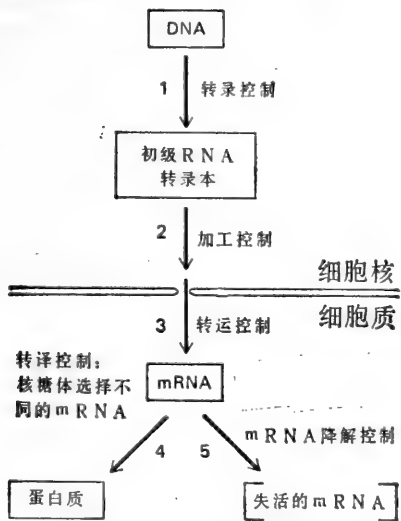 DNA
1 转录控制
初级RNA
转录本
2 加工控制
细胞核
细胞质
3 转运控制
转译控制:
核糖体选择不
同的mRNA
mRNA
4 5 mRNA降解控制
蛋白质
失活的mRNA